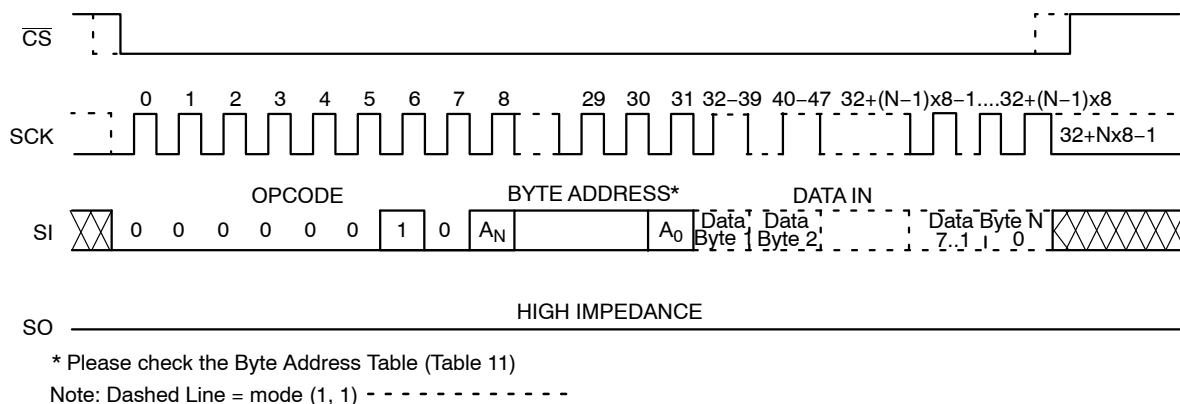 CS
0 1 2 3 4 5 6 7 8 29 30 31 32–39 40–47 32+(N–1)x8–1....32+(N–1)x8
SCK
32+Nx8–1
OPCODE BYTE ADDRESS* DATA IN
SI
0 0 0 0 0 0 1 0 AN A0
Data Byte 1
Data Byte 2
Data Byte N
7..1 0
HIGH IMPEDANCE
SO
* Please check the Byte Address Table (Table 11)
Note: Dashed Line = mode (1, 1)